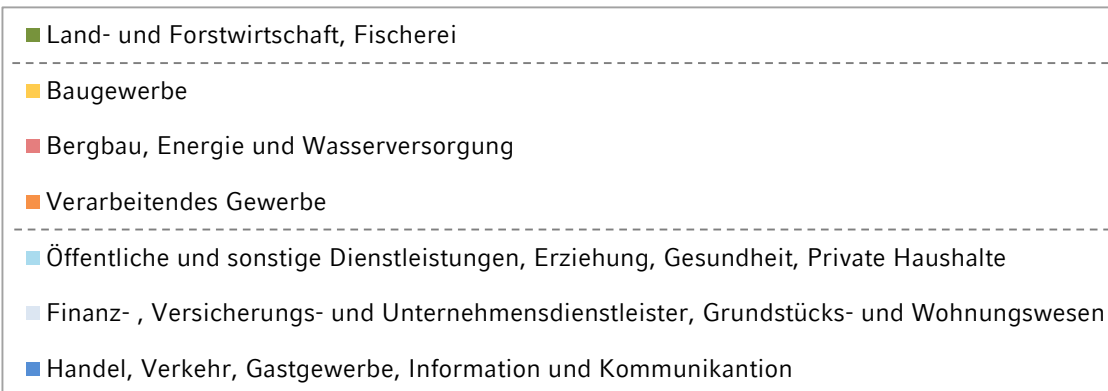 Land- und Forstwirtschaft, Fischerei
Baugewerbe
Bergbau, Energie und Wasserversorgung
Verarbeitendes Gewerbe
Öffentliche und sonstige Dienstleistungen, Erziehung, Gesundheit, Private Haushalte
Finanz- , Versicherungs- und Unternehmensdienstleister, Grundstücks- und Wohnungswesen
Handel, Verkehr, Gastgewerbe, Information und Kommunikantion